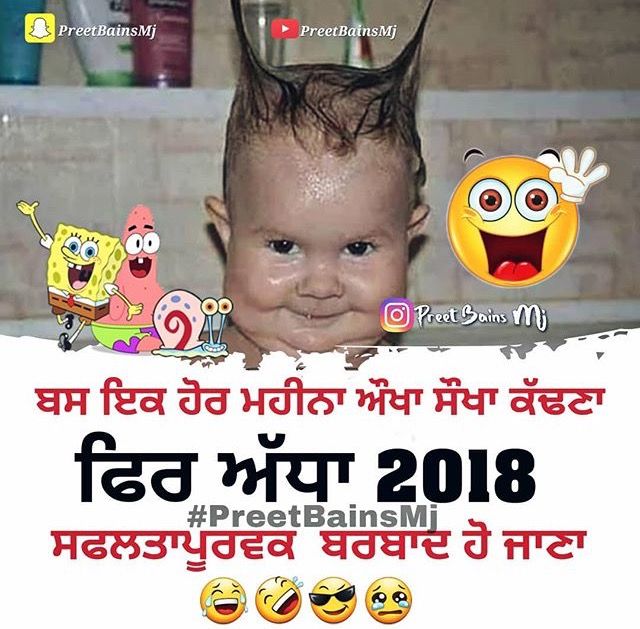 PreetBainsMj
PreetBainsMj
Preet Bains Mj
ਬਸ ਇਕ ਹੋਰ ਮਹੀਨਾ ਔਖਾ ਸੌਖਾ ਕੱਢਣਾ
ਫਿਰ ਅੱਧਾ 2018
#PreetBainsMj
ਸਫਲਤਾਪੂਰਵਕ ਬਰਬਾਦ ਹੋ ਜਾਣਾ